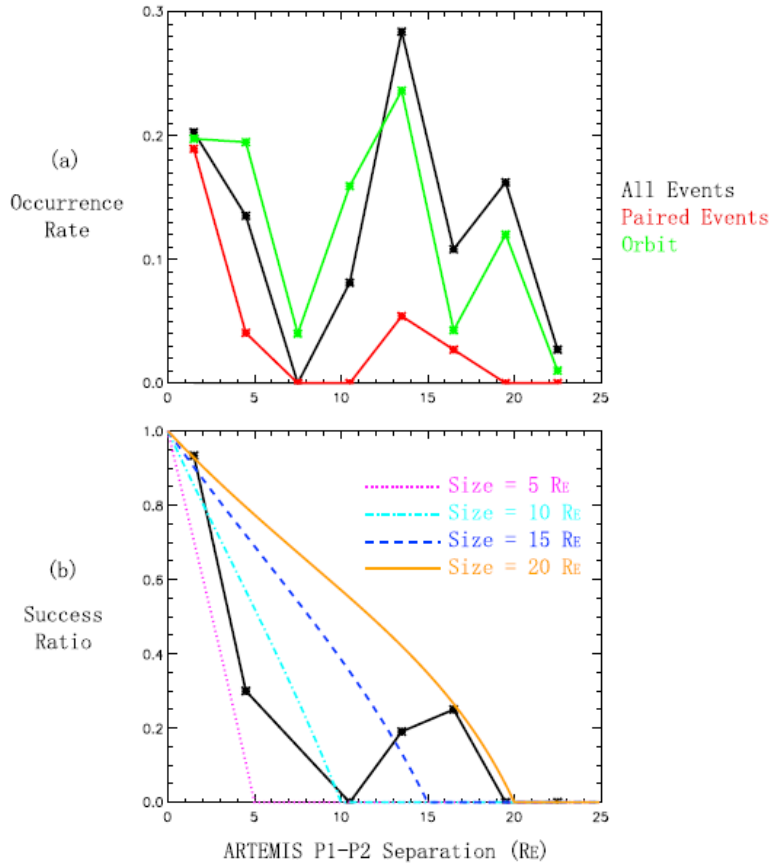 0.3
0.2
0.1
0.0
0 5 10 15 20 25
(a)
Occurrence
Rate
All Events
Paired Events
Orbit
1.0
0.8
0.6
0.4
0.2
0.0
0 5 10 15 20 25
(b)
Success
Ratio
Size = 5 RE
Size = 10 RE
Size = 15 RE
Size = 20 RE
ARTEMIS P1-P2 Separation (RE)